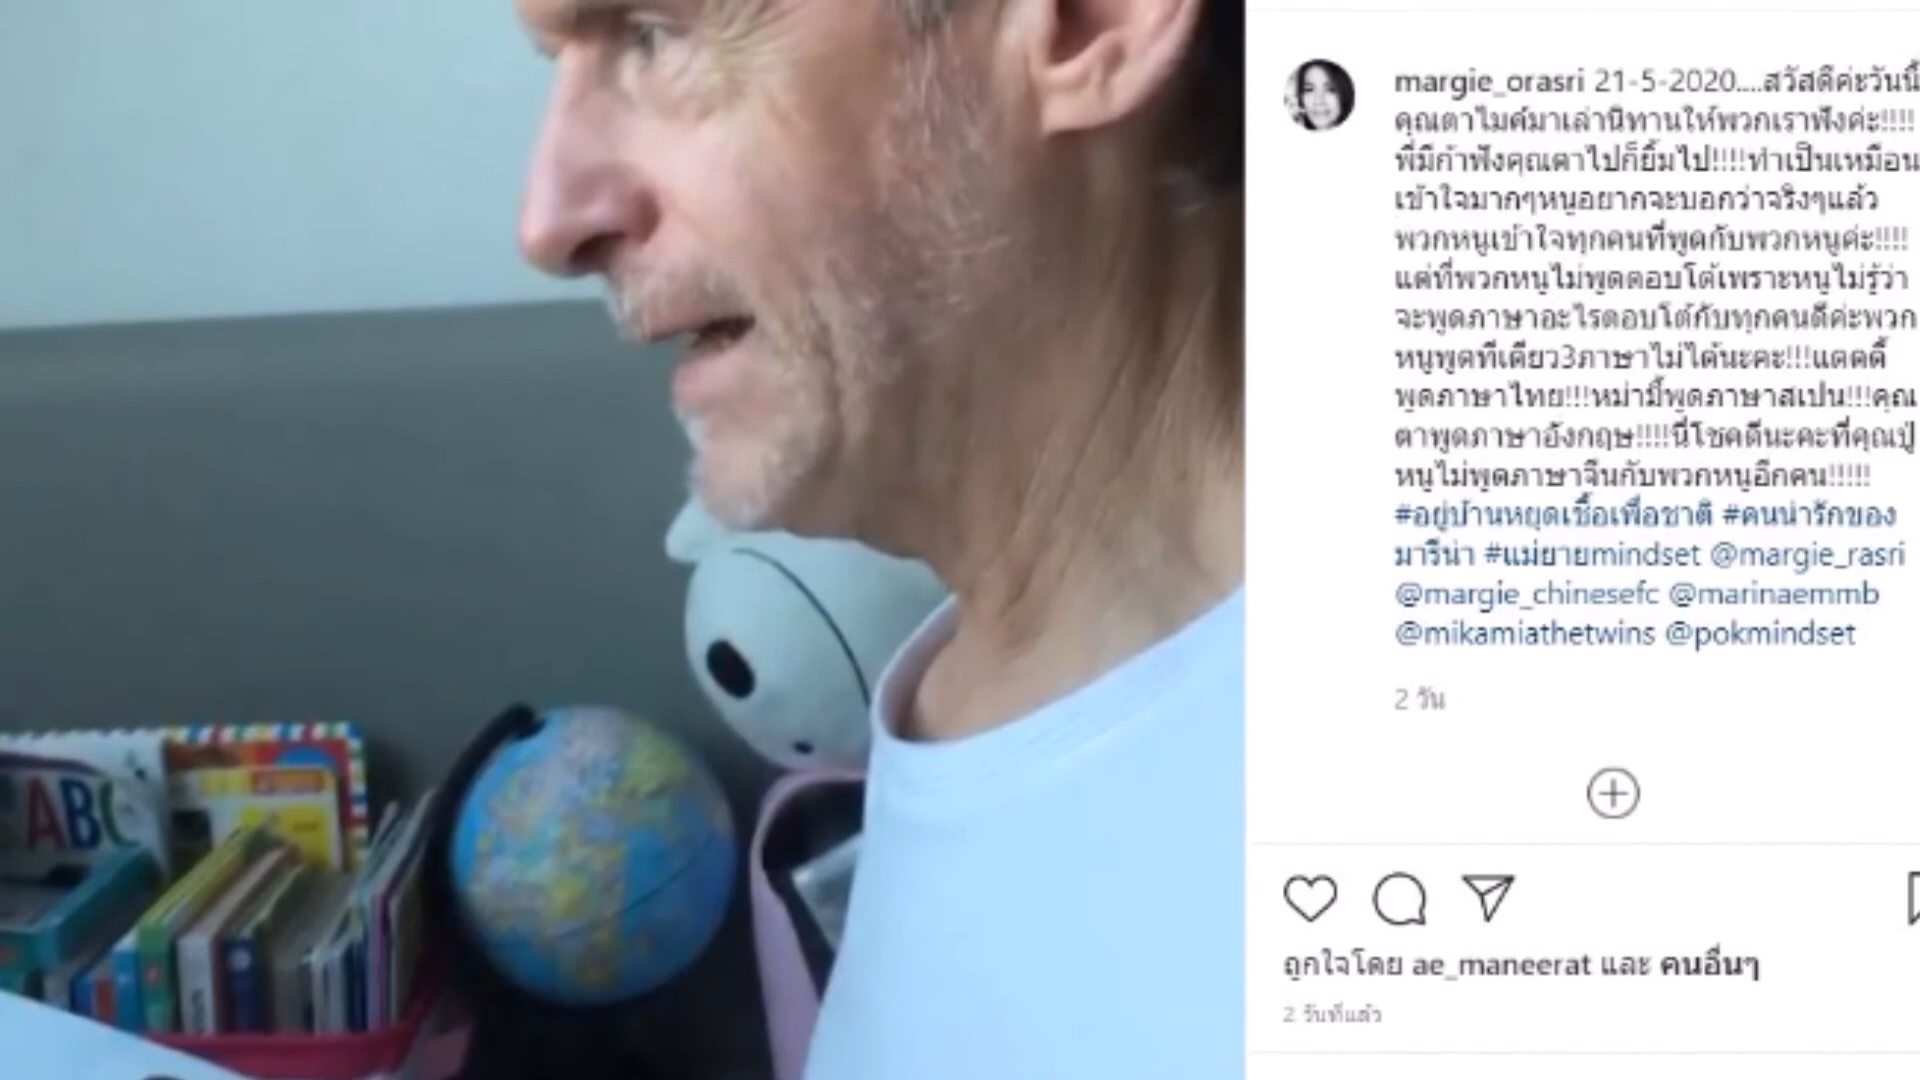 ABC
margie_orasri 21-5-2020....สวัสดีค่ะวันนี้
คุณตาไมค์มาเล่านิทานให้พวกเราฟังค่ะ!!!!
พี่มีก้าฟังคุณตาไปก็ยิ้มไป!!!!ทำเป็นเหมือน
เข้าใจมากๆหนูอยากจะบอกว่าจริงๆแล้ว
พวกหนูเข้าใจทุกคนที่พูดกับพวกหนูค่ะ!!!!
แต่ที่พวกหนูไม่พูดตอบโต้เพราะหนูไม่รู้ว่า
จะพูดภาษาอะไรตอบโต้กับทุกคนดีค่ะพวก
หนูพูดทีเดียว3ภาษาไม่ได้นะคะ!!!แดดดี้
พูดภาษาไทย!!!หม่ามี้พูดภาษาสเปน!!!คุณ
ตาพูดภาษาอังกฤษ!!!!นี่โชคดีนะคะที่คุณปู่
หนูไม่พูดภาษาจีนกับพวกหนูอีกคน!!!!!
#อยู่บ้านหยุดเชื้อเพื่อชาติ #คนน่ารักของ
มารีน่า #แม่ยายmindset @margie_rasri
@margie_chinesefc @marinaemmb
@mikamiathetwins @pokmindset
2 วัน
ถูกใจโดย ae_maneerat และ คนอื่นๆ
2 วันที่แล้ว